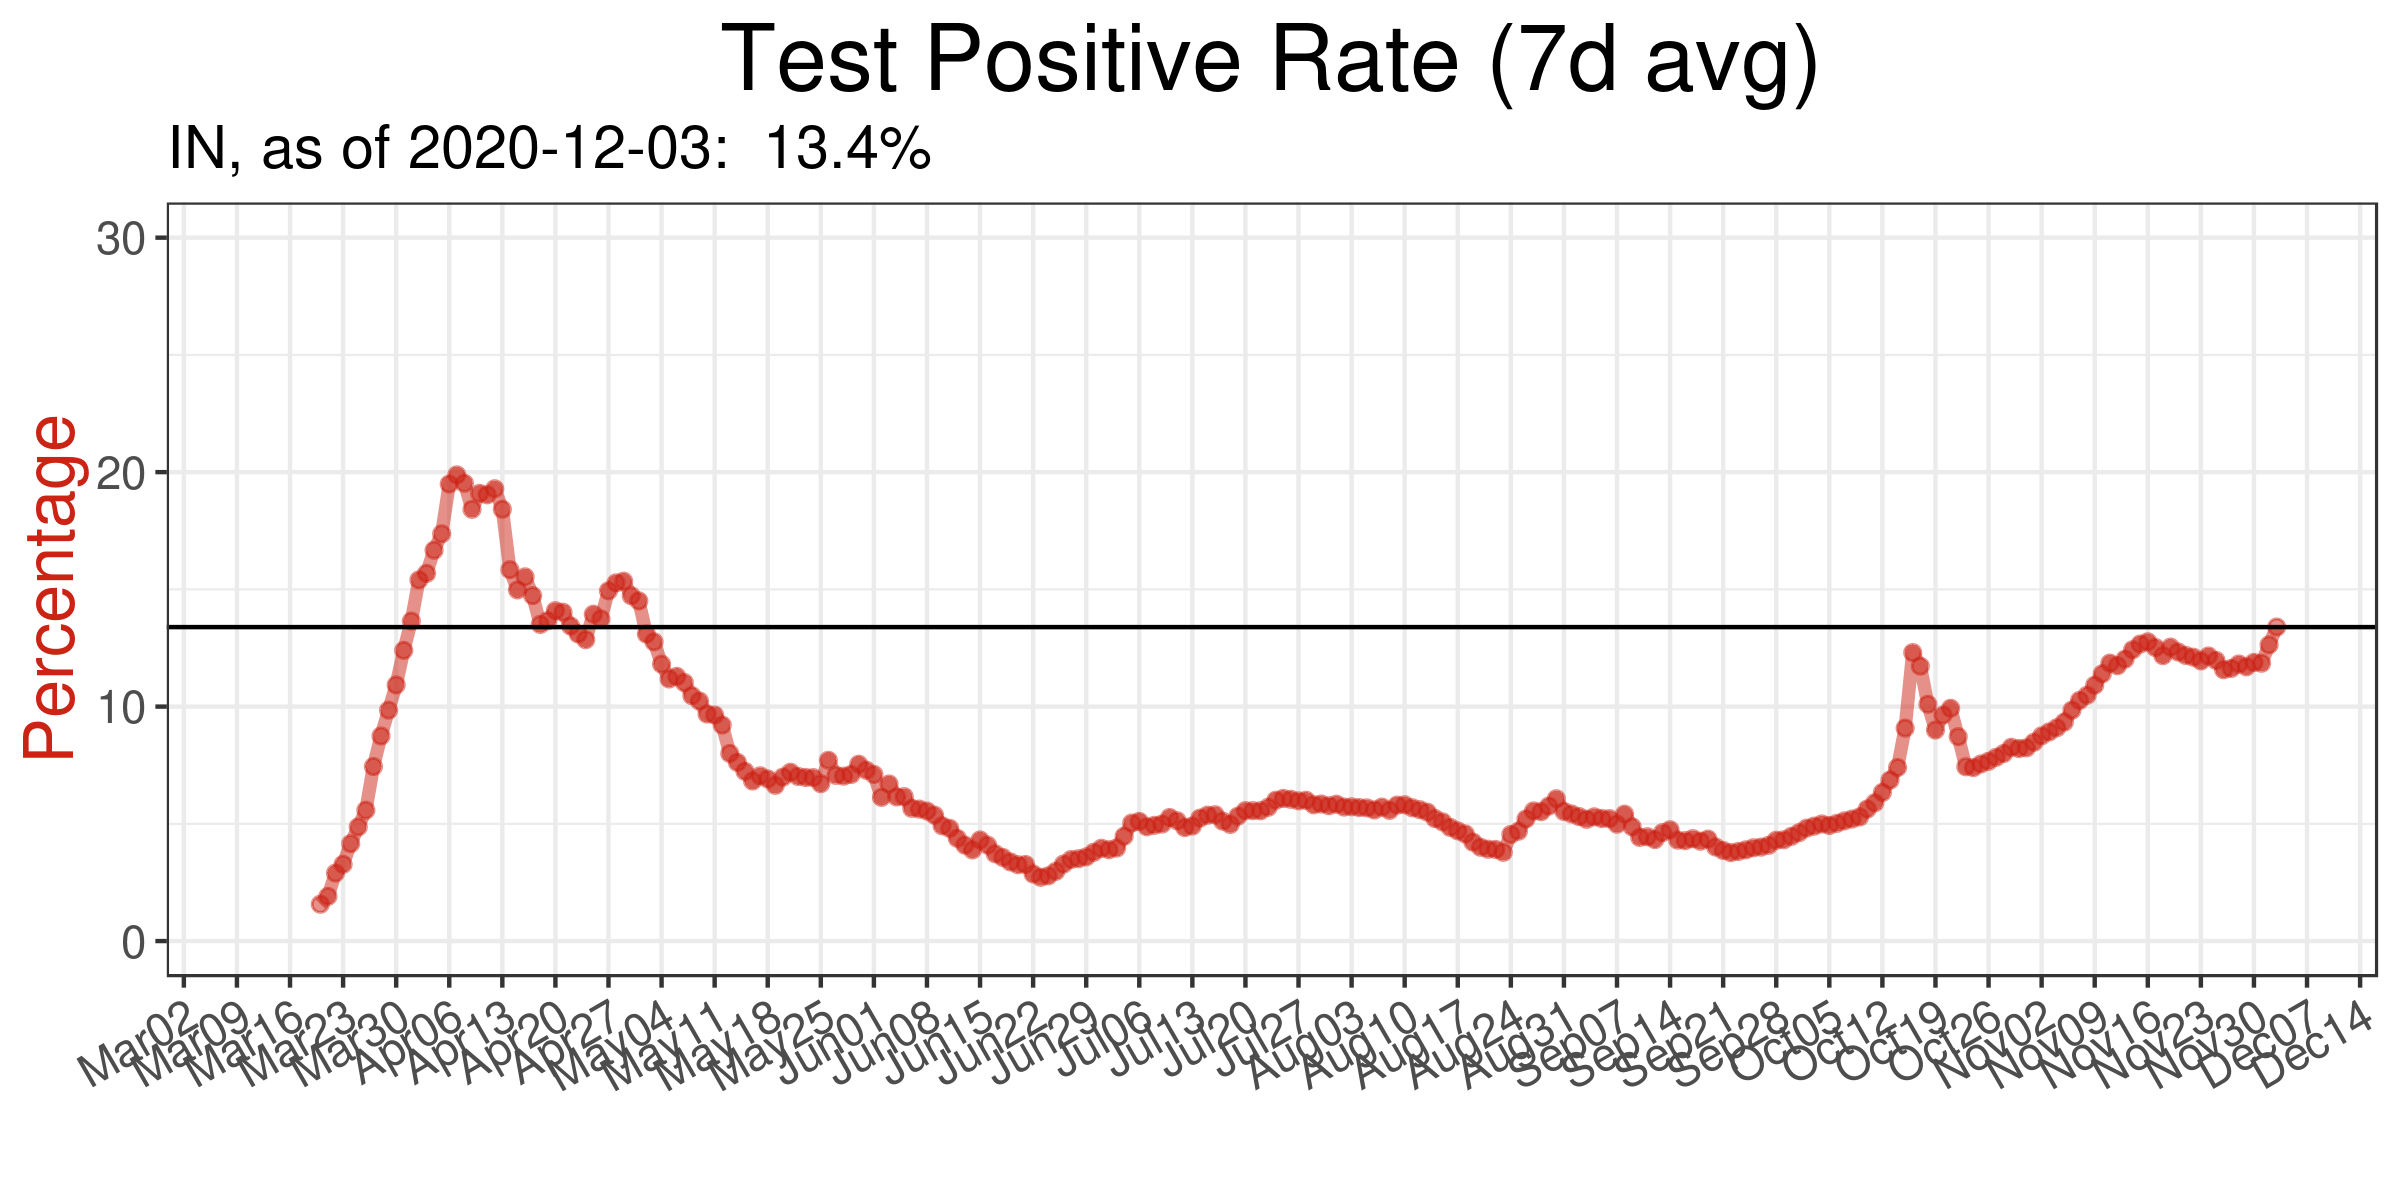 Test Positive Rate (7d avg)
IN, as of 2020-12-03:  13.4%
Percentage
30
20
10
0
Mar02
Mar09
Mar16
Mar23
Mar30
Apr06
Apr13
Apr20
Apr27
May04
May11
May18
May25
Jun01
Jun08
Jun15
Jun22
Jun29
Jul06
Jul13
Jul20
Jul27
Aug03
Aug10
Aug17
Aug24
Aug31
Sep07
Sep14
Sep21
Sep28
Oct05
Oct12
Oct19
Oct26
Nov02
Nov09
Nov16
Nov23
Nov30
Dec07
Dec14